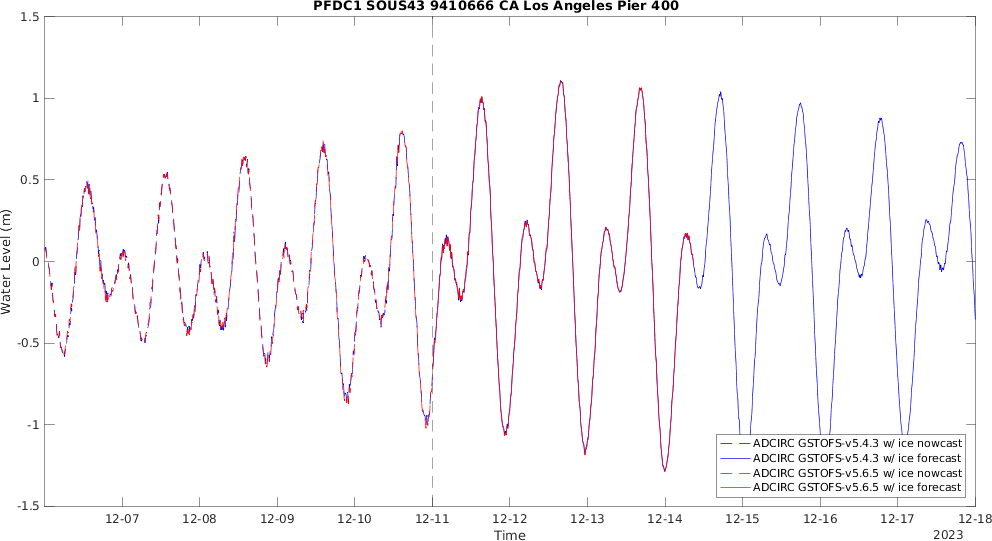 PFDC1 SOUS43 9410666 CA Los Angeles Pier 400
1.5
1
0.5
0
-0.5
-1
-1.5
Water Level (m)
12-07 12-08 12-09 12-10 12-11 12-12 12-13 12-14 12-15 12-16 12-17 12-18
Time
2023
ADCIRC GSTOFS-v5.4.3 w/ ice nowcast
ADCIRC GSTOFS-v5.4.3 w/ ice forecast
ADCIRC GSTOFS-v5.6.5 w/ ice nowcast
ADCIRC GSTOFS-v5.6.5 w/ ice forecast